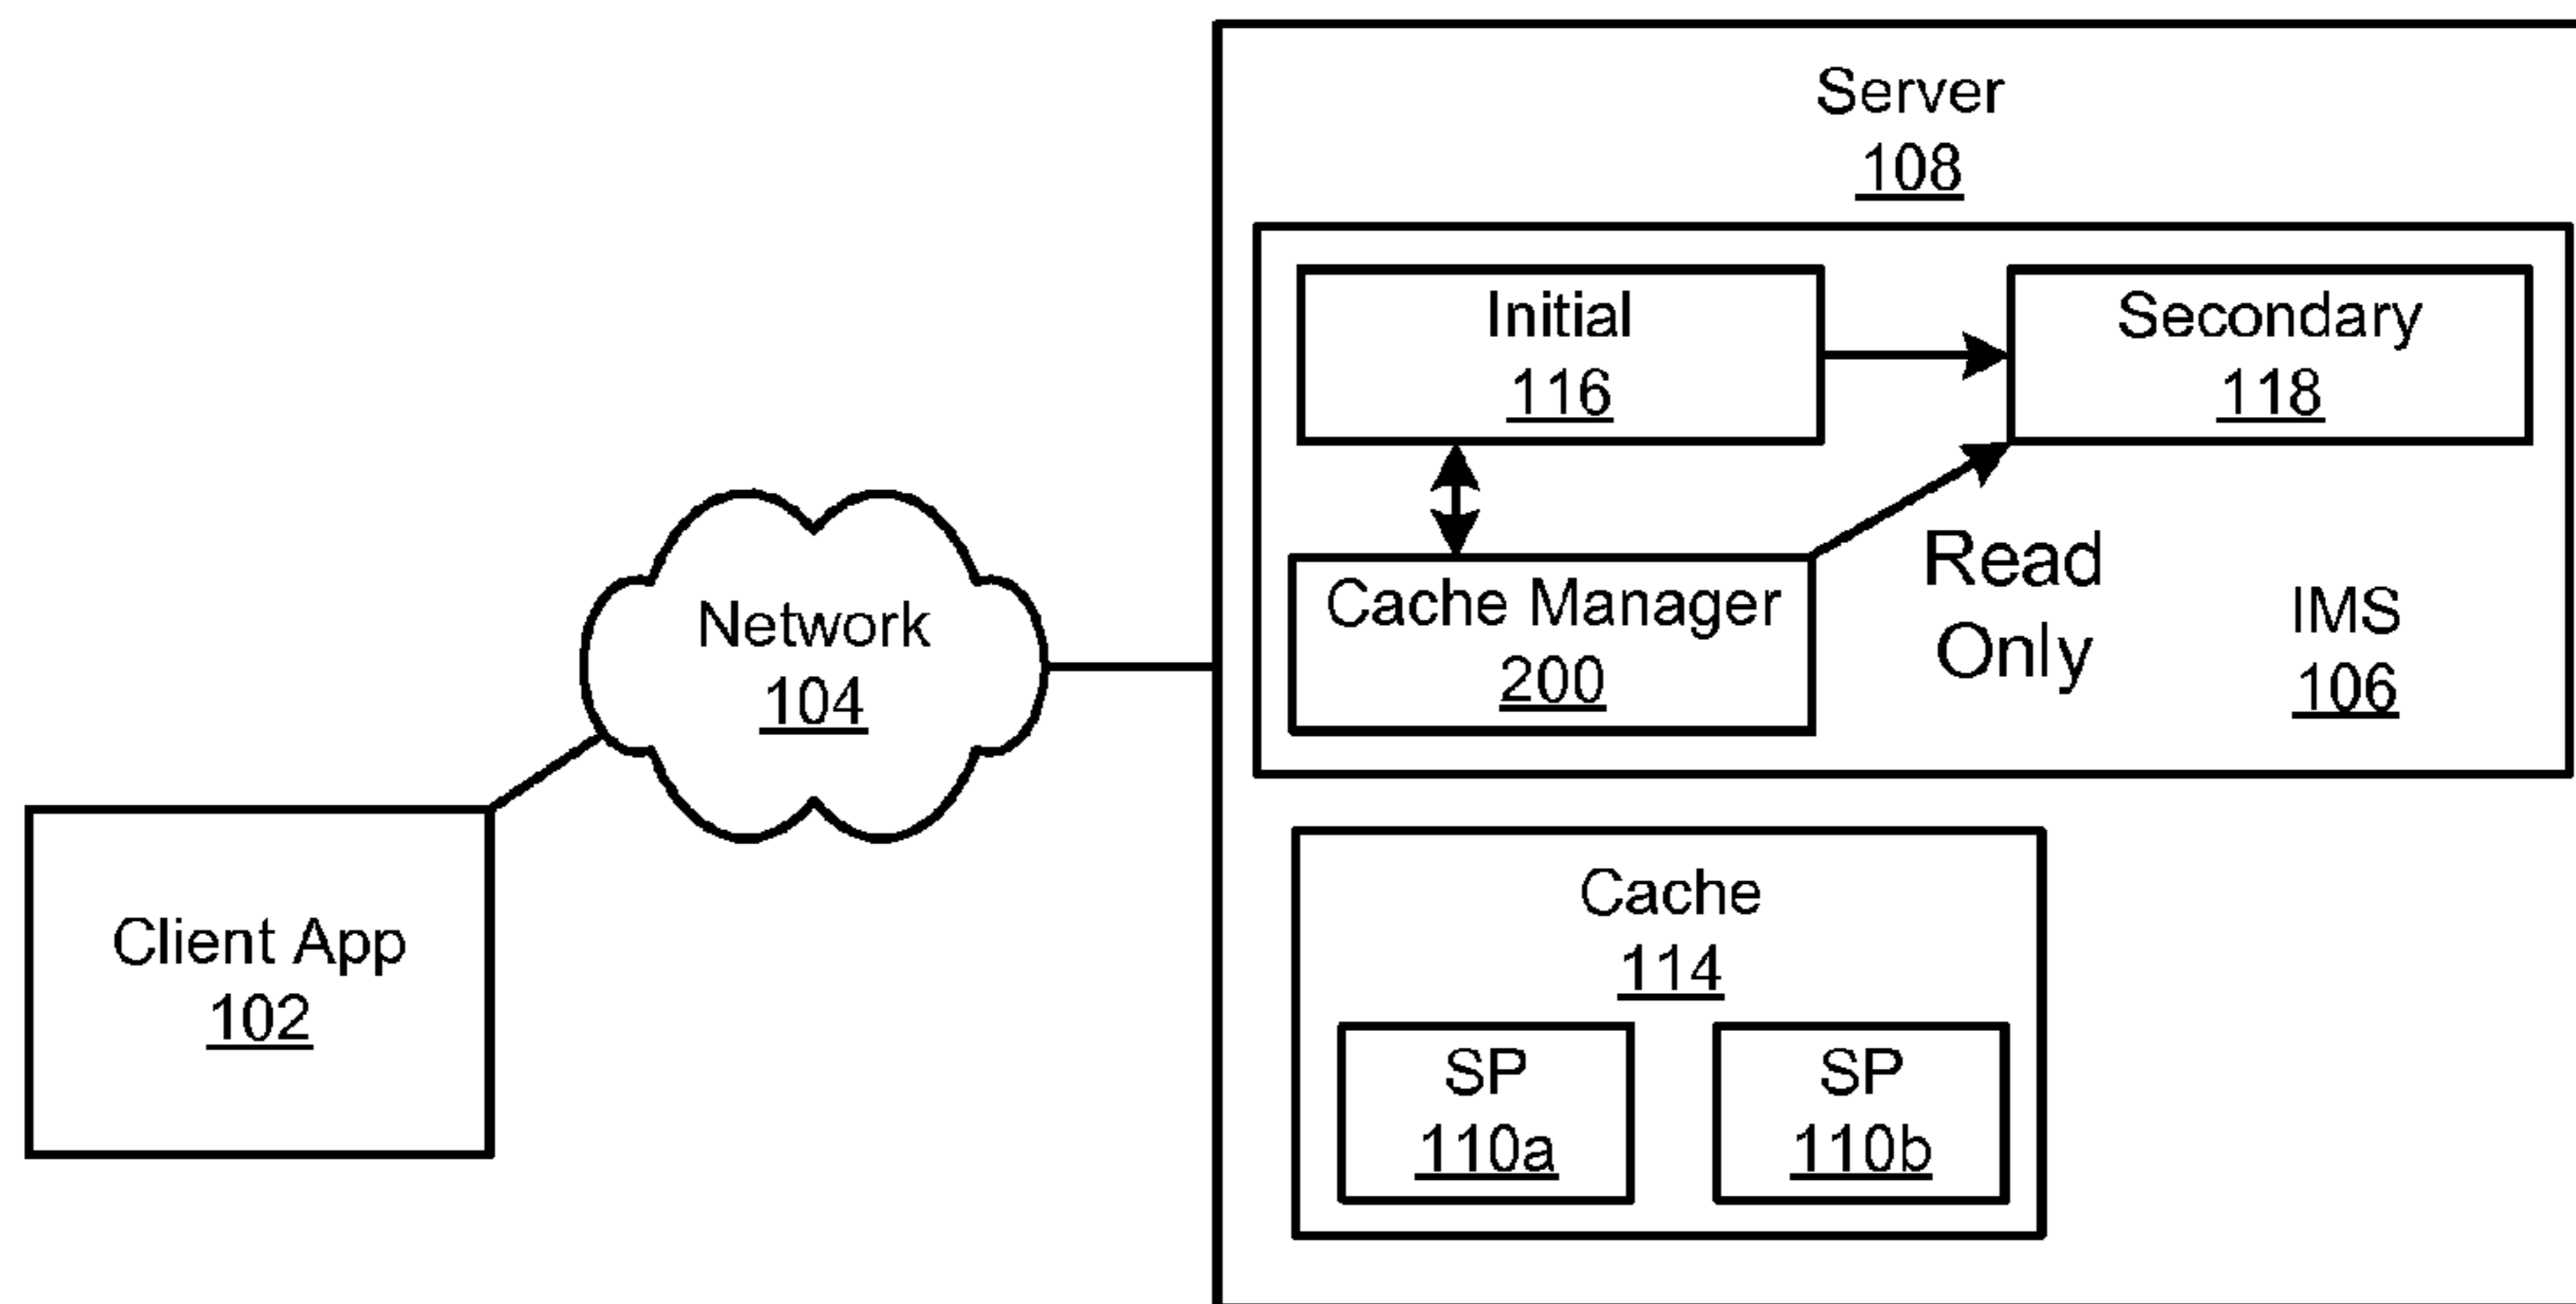 Server
108
Initial
116
Secondary
118
Cache Manager
200
Read
Only
IMS
106
Network
104
Client App
102
Cache
114
SP
110a
SP
110b